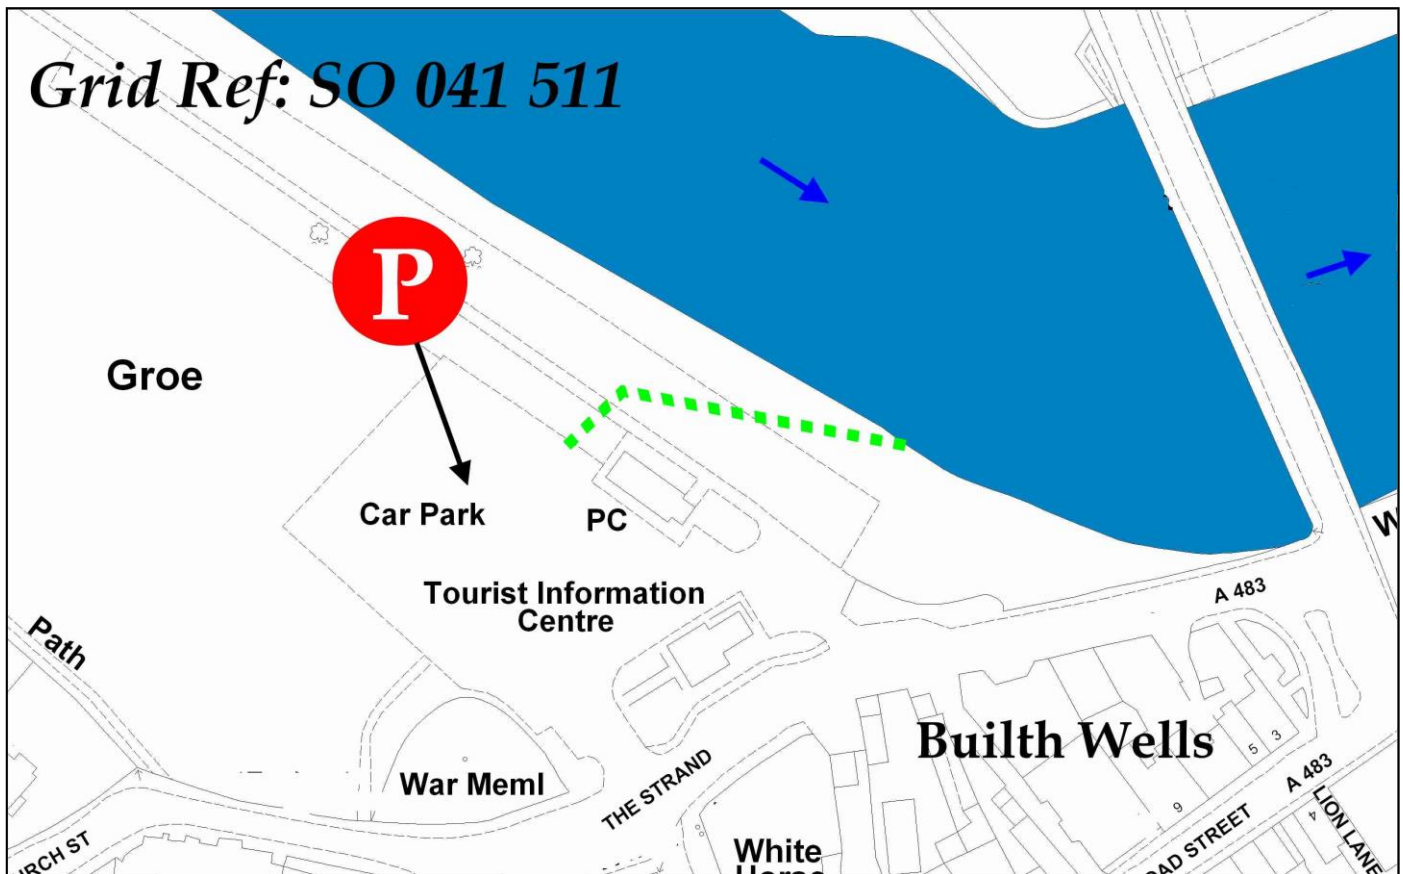 Grid Ref: SO 041 511
P
Groe
Car Park
PC
Tourist Information
Centre
A 483
Path
Builth Wells
5
3
War Meml
THE STRAND
A 483
9
4
LION LANE
White